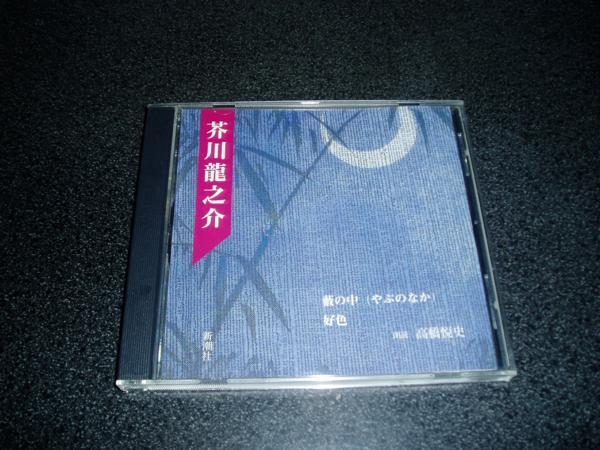 芥川龍之介
藪の中（やぶのなか）
好色
朗読 高橋悦史
新潮社